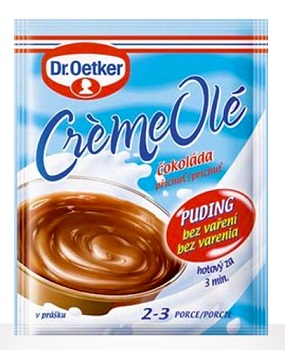 Dr.Oetker
CrèmeOlé
čokoláda
příchuť/príchuť
PUDING
bez vaření
bez varenia
hotový za
3 min.
v prášku
2-3 PORCE/PORCIE